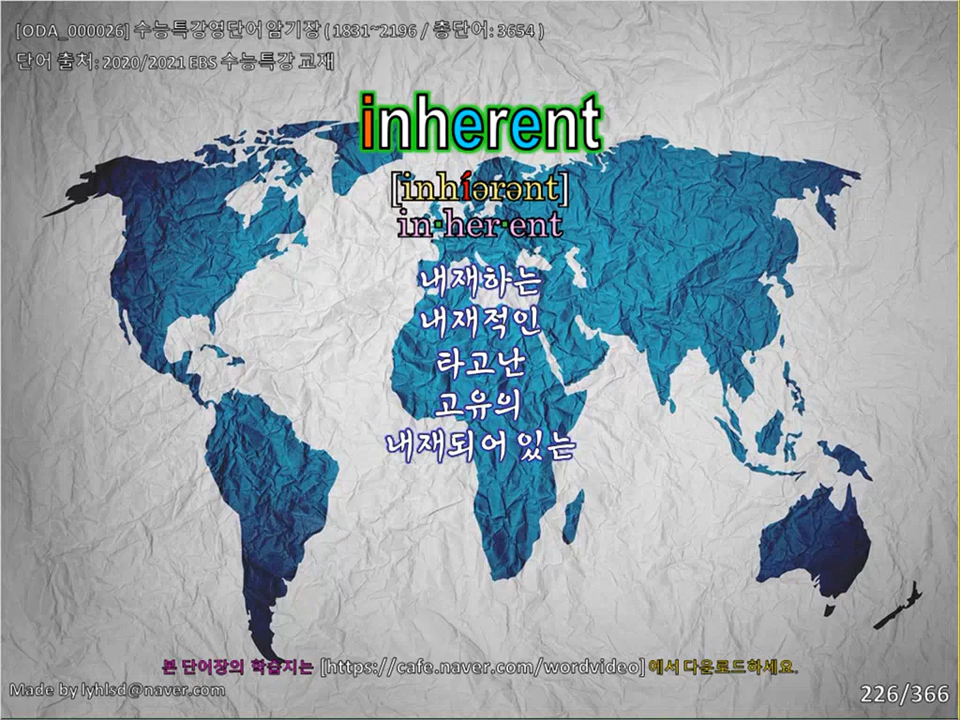 [ODA_000026] 수능특강영단어 암기장 ( 1831~2196 / 총단어: 3654 )
단어 출처: 2020/2021 EBS 수능특강 교재
inherent
[inhíərənt]
in·her·ent
내재하는
내재적인
타고난
고유의
내재되어 있는
본 단어장의 학습지는 [https://cafe.naver.com/wordvideo] 에서 다운로드하세요.
Made by lyhlsd@naver.com
226/366